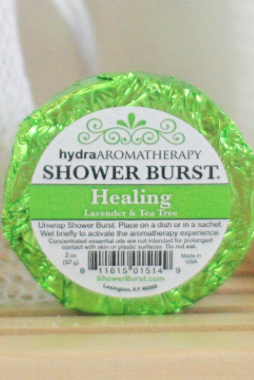 hydraAROMATHERAPY
SHOWER BURST®
Healing
Lavender & Tea Tree
Unwrap Shower Burst. Place on a dish or in a sachet.
Wet briefly to activate the aromatherapy experience.
Concentrated essential oils are not intended for prolonged
contact with skin or plastic surfaces. Do not eat.
2 oz
(57 g)
Made in
USA
8 11615 01514 9
ShowerBurst.com
Lexington, KY 40505